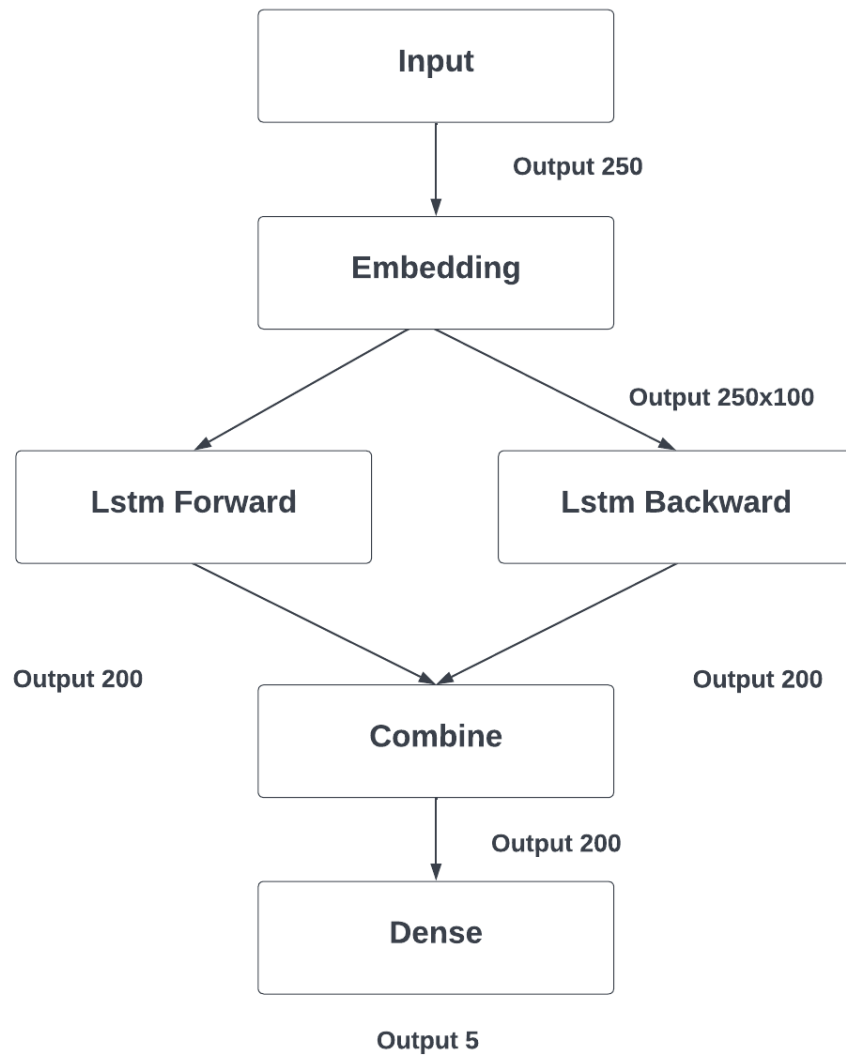 Input
Output 250
Embedding
Output 250x100
Lstm Forward
Lstm Backward
Output 200
Output 200
Combine
Output 200
Dense
Output 5